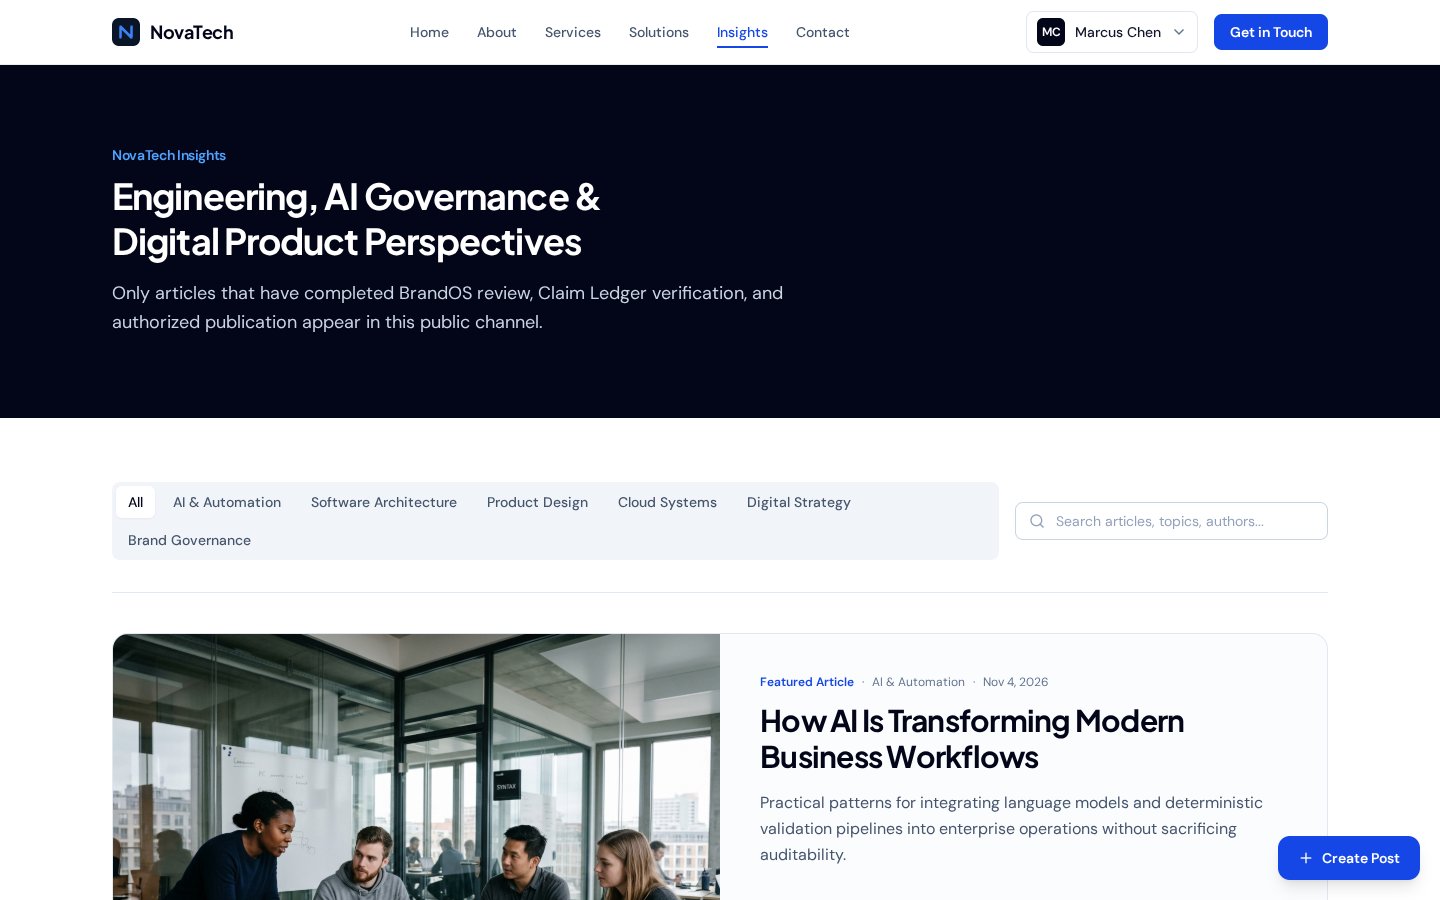 NovaTech
Home
About
Services
Solutions
Insights
Contact
MC
Marcus Chen
Get in Touch
NovaTech Insights
Engineering, AI Governance &
Digital Product Perspectives
Only articles that have completed BrandOS review, Claim Ledger verification, and
authorized publication appear in this public channel.
All
AI & Automation
Software Architecture
Product Design
Cloud Systems
Digital Strategy
Brand Governance
Search articles, topics, authors...
SYNTAX
Featured Article · AI & Automation · Nov 4, 2026
How AI Is Transforming Modern
Business Workflows
Practical patterns for integrating language models and deterministic
validation pipelines into enterprise operations without sacrificing
auditability.
Create Post